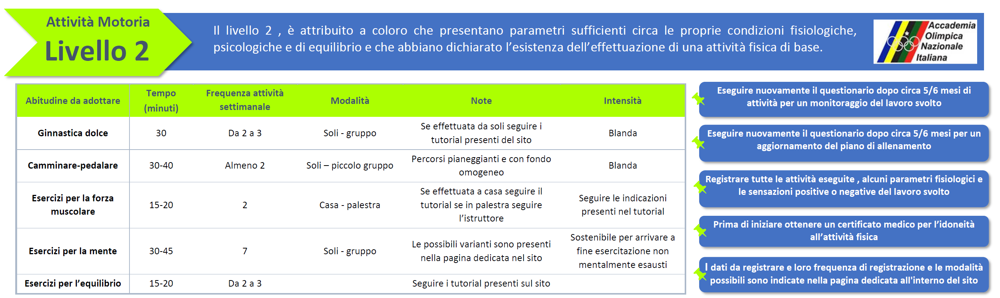 Attività Motoria
Livello 2
Il livello 2 , è attribuito a coloro che presentano parametri sufficienti circa le proprie condizioni fisiologiche,
psicologiche e di equilibrio e che abbiano dichiarato l’esistenza dell’effettuazione di una attività fisica di base.
Accademia
Olimpica
Nazionale
Italiana
Abitudine da adottare
Tempo
(minuti)
Frequenza attività
settimanale
Modalità
Note
Intensità
Ginnastica dolce
30
Da 2 a 3
Soli - gruppo
Se effettuata da soli seguire i
tutorial presenti del sito
Blanda
Camminare-pedalare
30-40
Almeno 2
Soli – piccolo gruppo
Percorsi pianeggianti e con fondo
omogeneo
Blanda
Esercizi per la forza
muscolare
15-20
2
Casa - palestra
Se effettuata a casa seguire il
tutorial se in palestra seguire
l’istruttore
Seguire le indicazioni
presenti nel tutorial
Esercizi per la mente
30-45
7
Soli - gruppo
Le possibili varianti sono presenti
nella pagina dedicata nel sito
Sostenibile per arrivare a
fine esercitazione non
mentalmente esausti
Esercizi per l’equilibrio
15-20
Da 2 a 3
Seguire i tutorial presenti sul sito
Eseguire nuovamente il questionario dopo circa 5/6 mesi di
attività per un monitoraggio del lavoro svolto
Eseguire nuovamente il questionario dopo circa 5/6 mesi per un
aggiornamento del piano di allenamento
Registrare tutte le attività eseguite , alcuni parametri fisiologici e
le sensazioni positive o negative del lavoro svolto
Prima di iniziare ottenere un certificato medico per l’idoneità
all’attività fisica
I dati da registrare e loro frequenza di registrazione e le modalità
possibili sono indicate nella pagina dedicata all'interno del sito